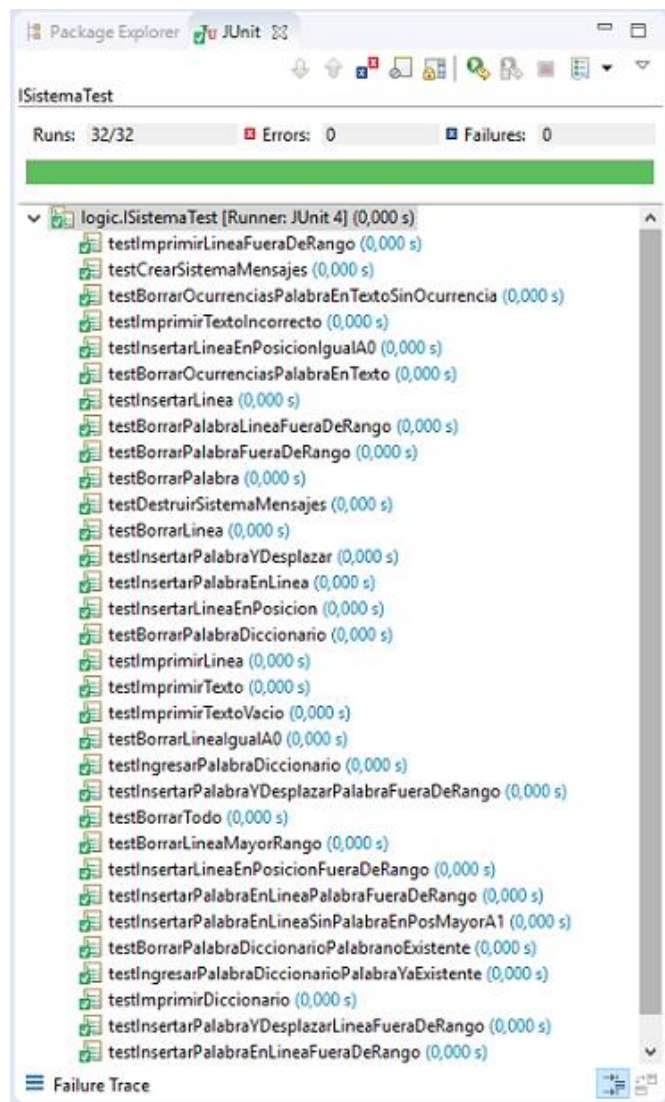 Package Explorer JUnit
ISistemaTest
Runs: 32/32 Errors: 0 Failures: 0
logic.ISistemaTest [Runner: JUnit 4] (0,000 s)
testImprimirLineaFueraDeRango (0,000 s)
testCrearSistemaMensajes (0,000 s)
testBorrarOcurrenciasPalabraEnTextoSinOcurrencia (0,000 s)
testImprimirTextoIncorrecto (0,000 s)
testInsertarLineaEnPosicionIgualA0 (0,000 s)
testBorrarOcurrenciasPalabraEnTexto (0,000 s)
testInsertarLinea (0,000 s)
testBorrarPalabraLineaFueraDeRango (0,000 s)
testBorrarPalabraFueraDeRango (0,000 s)
testBorrarPalabra (0,000 s)
testDestruirSistemaMensajes (0,000 s)
testBorrarLinea (0,000 s)
testInsertarPalabraYDesplazar (0,000 s)
testInsertarPalabraEnLinea (0,000 s)
testInsertarLineaEnPosicion (0,000 s)
testBorrarPalabraDiccionario (0,000 s)
testImprimirLinea (0,000 s)
testImprimirTexto (0,000 s)
testImprimirTextoVacio (0,000 s)
testBorrarLineaIgualA0 (0,000 s)
testIngresarPalabraDiccionario (0,000 s)
testInsertarPalabraYDesplazarPalabraFueraDeRango (0,000 s)
testBorrarTodo (0,000 s)
testBorrarLineaMayorRango (0,000 s)
testInsertarLineaEnPosicionFueraDeRango (0,000 s)
testInsertarPalabraEnLineaPalabraFueraDeRango (0,000 s)
testInsertarPalabraEnLineaSinPalabraEnPosMayorA1 (0,000 s)
testBorrarPalabraDiccionarioPalabranoExistente (0,000 s)
testIngresarPalabraDiccionarioPalabraYaExistente (0,000 s)
testImprimirDiccionario (0,000 s)
testInsertarPalabraYDesplazarLineaFueraDeRango (0,000 s)
testInsertarPalabraEnLineaFueraDeRango (0,000 s)
Failure Trace